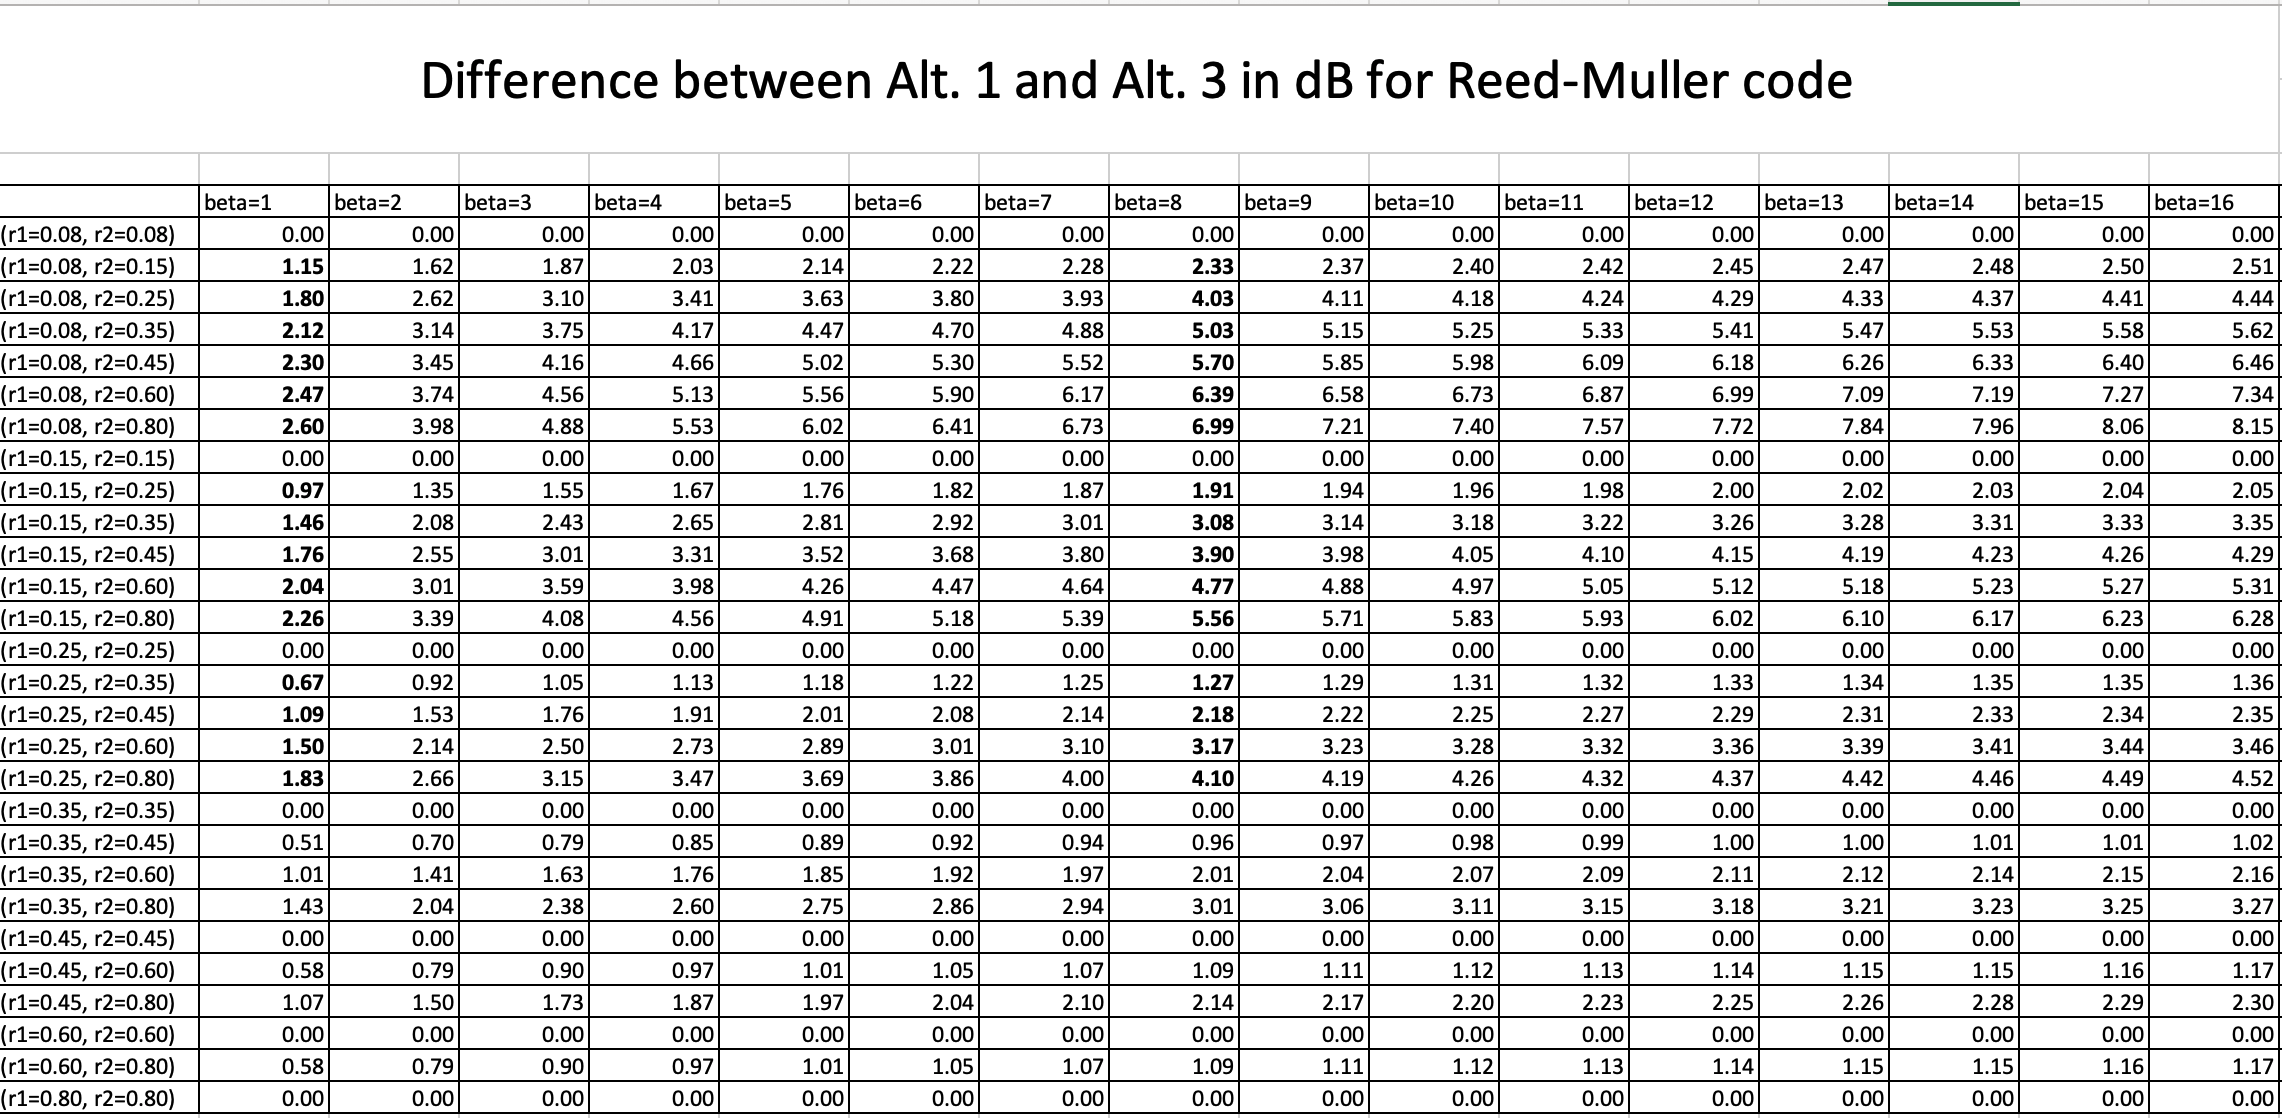 Difference between Alt. 1 and Alt. 3 in dB for Reed-Muller code
beta=1 beta=2 beta=3 beta=4 beta=5 beta=6 beta=7 beta=8 beta=9 beta=10 beta=11 beta=12 beta=13 beta=14 beta=15 beta=16
(r1=0.08, r2=0.08) 0.00 0.00 0.00 0.00 0.00 0.00 0.00 0.00 0.00 0.00 0.00 0.00 0.00 0.00 0.00 0.00
(r1=0.08, r2=0.15) 1.15 1.62 1.87 2.03 2.14 2.22 2.28 2.33 2.37 2.40 2.42 2.45 2.47 2.48 2.50 2.51
(r1=0.08, r2=0.25) 1.80 2.62 3.10 3.41 3.63 3.80 3.93 4.03 4.11 4.18 4.24 4.29 4.33 4.37 4.41 4.44
(r1=0.08, r2=0.35) 2.12 3.14 3.75 4.17 4.47 4.70 4.88 5.03 5.15 5.25 5.33 5.41 5.47 5.53 5.58 5.62
(r1=0.08, r2=0.45) 2.30 3.45 4.16 4.66 5.02 5.30 5.52 5.70 5.85 5.98 6.09 6.18 6.26 6.33 6.40 6.46
(r1=0.08, r2=0.60) 2.47 3.74 4.56 5.13 5.56 5.90 6.17 6.39 6.58 6.73 6.87 6.99 7.09 7.19 7.27 7.34
(r1=0.08, r2=0.80) 2.60 3.98 4.88 5.53 6.02 6.41 6.73 6.99 7.21 7.40 7.57 7.72 7.84 7.96 8.06 8.15
(r1=0.15, r2=0.15) 0.00 0.00 0.00 0.00 0.00 0.00 0.00 0.00 0.00 0.00 0.00 0.00 0.00 0.00 0.00 0.00
(r1=0.15, r2=0.25) 0.97 1.35 1.55 1.67 1.76 1.82 1.87 1.91 1.94 1.96 1.98 2.00 2.02 2.03 2.04 2.05
(r1=0.15, r2=0.35) 1.46 2.08 2.43 2.65 2.81 2.92 3.01 3.08 3.14 3.18 3.22 3.26 3.28 3.31 3.33 3.35
(r1=0.15, r2=0.45) 1.76 2.55 3.01 3.31 3.52 3.68 3.80 3.90 3.98 4.05 4.10 4.15 4.19 4.23 4.26 4.29
(r1=0.15, r2=0.60) 2.04 3.01 3.59 3.98 4.26 4.47 4.64 4.77 4.88 4.97 5.05 5.12 5.18 5.23 5.27 5.31
(r1=0.15, r2=0.80) 2.26 3.39 4.08 4.56 4.91 5.18 5.39 5.56 5.71 5.83 5.93 6.02 6.10 6.17 6.23 6.28
(r1=0.25, r2=0.25) 0.00 0.00 0.00 0.00 0.00 0.00 0.00 0.00 0.00 0.00 0.00 0.00 0.00 0.00 0.00 0.00
(r1=0.25, r2=0.35) 0.67 0.92 1.05 1.13 1.18 1.22 1.25 1.27 1.29 1.31 1.32 1.33 1.34 1.35 1.35 1.36
(r1=0.25, r2=0.45) 1.09 1.53 1.76 1.91 2.01 2.08 2.14 2.18 2.22 2.25 2.27 2.29 2.31 2.33 2.34 2.35
(r1=0.25, r2=0.60) 1.50 2.14 2.50 2.73 2.89 3.01 3.10 3.17 3.23 3.28 3.32 3.36 3.39 3.41 3.44 3.46
(r1=0.25, r2=0.80) 1.83 2.66 3.15 3.47 3.69 3.86 4.00 4.10 4.19 4.26 4.32 4.37 4.42 4.46 4.49 4.52
(r1=0.35, r2=0.35) 0.00 0.00 0.00 0.00 0.00 0.00 0.00 0.00 0.00 0.00 0.00 0.00 0.00 0.00 0.00 0.00
(r1=0.35, r2=0.45) 0.51 0.70 0.79 0.85 0.89 0.92 0.94 0.96 0.97 0.98 0.99 1.00 1.00 1.01 1.01 1.02
(r1=0.35, r2=0.60) 1.01 1.41 1.63 1.76 1.85 1.92 1.97 2.01 2.04 2.07 2.09 2.11 2.12 2.14 2.15 2.16
(r1=0.35, r2=0.80) 1.43 2.04 2.38 2.60 2.75 2.86 2.94 3.01 3.06 3.11 3.15 3.18 3.21 3.23 3.25 3.27
(r1=0.45, r2=0.45) 0.00 0.00 0.00 0.00 0.00 0.00 0.00 0.00 0.00 0.00 0.00 0.00 0.00 0.00 0.00 0.00
(r1=0.45, r2=0.60) 0.58 0.79 0.90 0.97 1.01 1.05 1.07 1.09 1.11 1.12 1.13 1.14 1.15 1.15 1.16 1.17
(r1=0.45, r2=0.80) 1.07 1.50 1.73 1.87 1.97 2.04 2.10 2.14 2.17 2.20 2.23 2.25 2.26 2.28 2.29 2.30
(r1=0.60, r2=0.60) 0.00 0.00 0.00 0.00 0.00 0.00 0.00 0.00 0.00 0.00 0.00 0.00 0.00 0.00 0.00 0.00
(r1=0.60, r2=0.80) 0.58 0.79 0.90 0.97 1.01 1.05 1.07 1.09 1.11 1.12 1.13 1.14 1.15 1.15 1.16 1.17
(r1=0.80, r2=0.80) 0.00 0.00 0.00 0.00 0.00 0.00 0.00 0.00 0.00 0.00 0.00 0.00 0.00 0.00 0.00 0.00